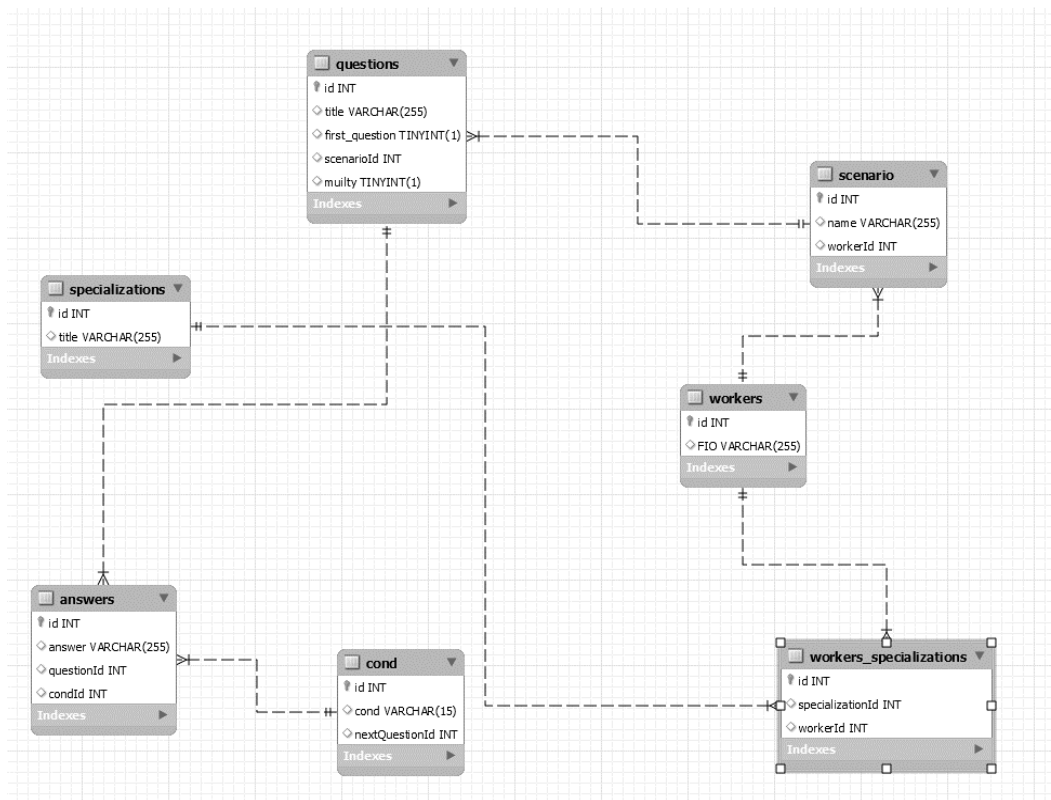 questions
id INT
title VARCHAR(255)
first_question TINYINT(1)
scenarioId INT
muilty TINYINT(1)
Indexes
scenario
id INT
name VARCHAR(255)
workerId INT
Indexes
specializations
id INT
title VARCHAR(255)
Indexes
workers
id INT
FIO VARCHAR(255)
Indexes
answers
id INT
answer VARCHAR(255)
questionId INT
condId INT
Indexes
cond
id INT
cond VARCHAR(15)
nextQuestionId INT
Indexes
workers_specializations
id INT
specializationId INT
workerId INT
Indexes